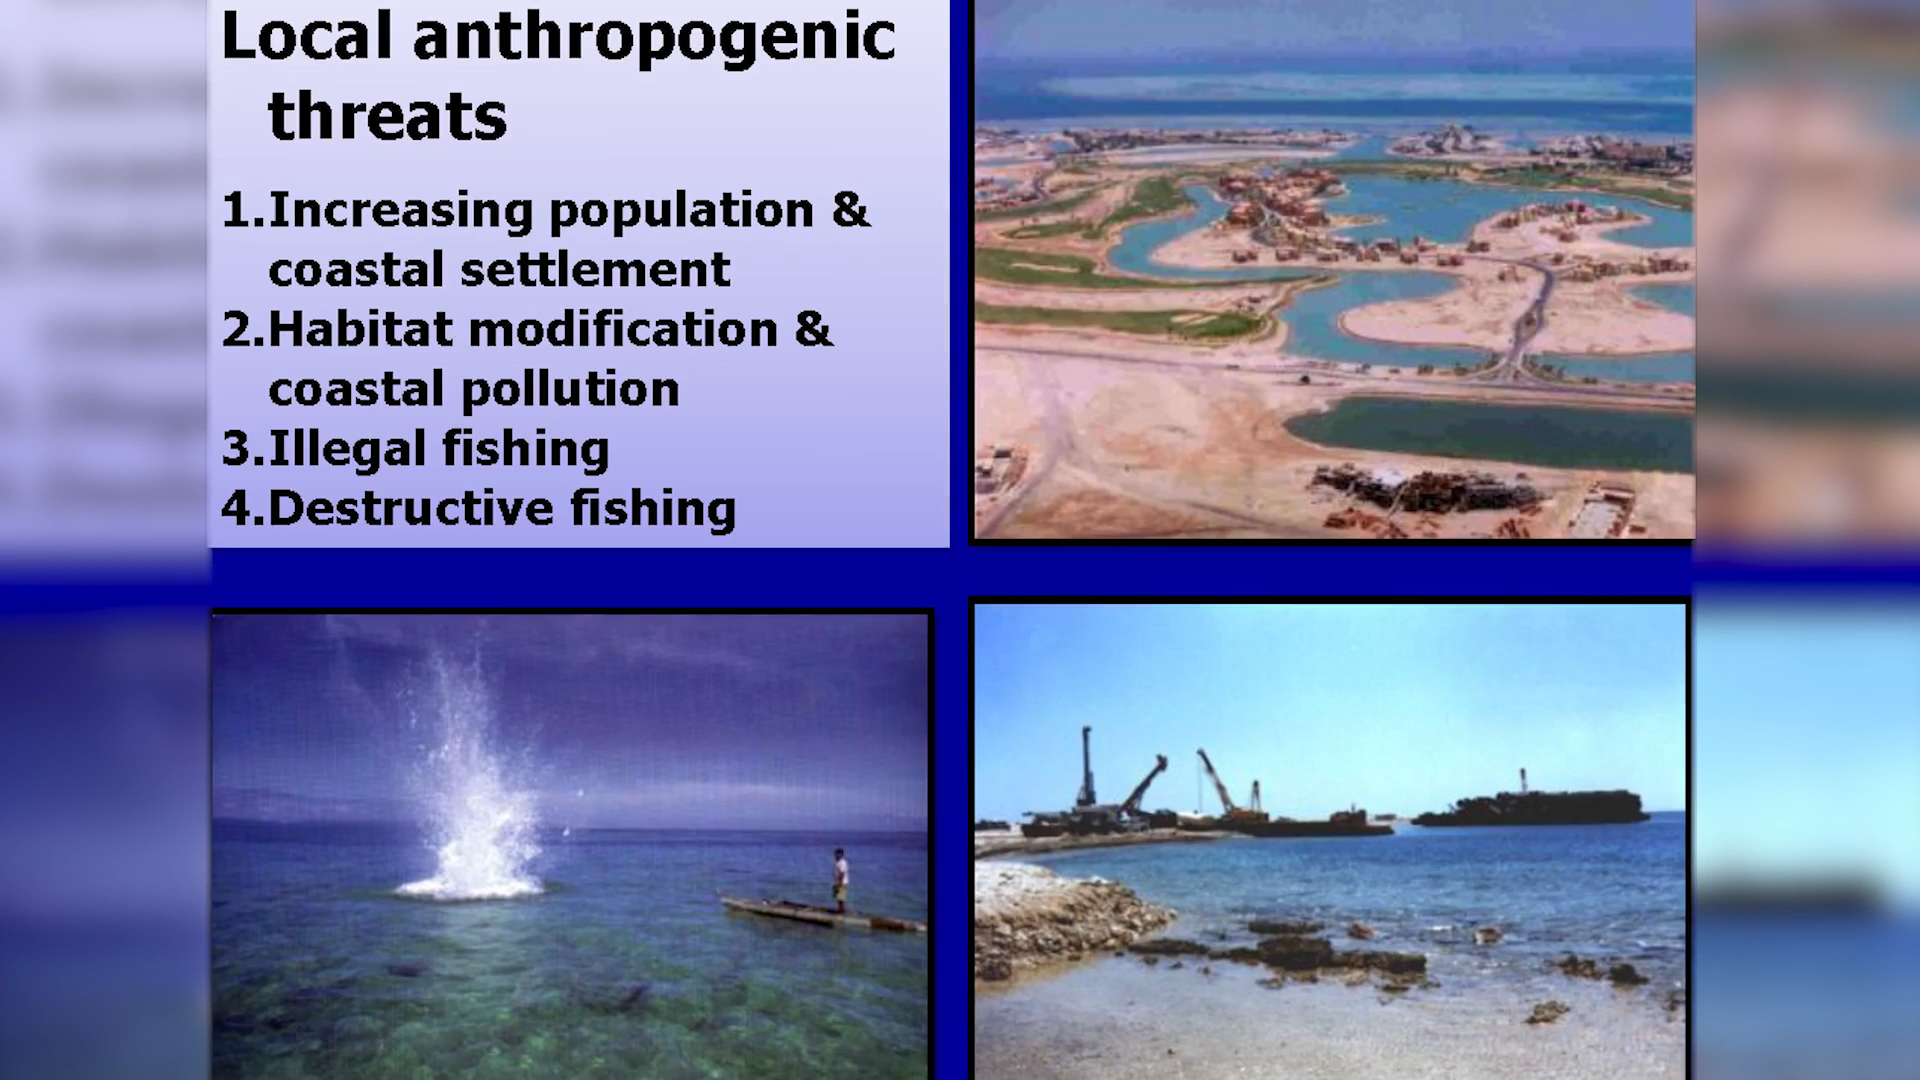 Local anthropogenic
threats
1.Increasing population &
coastal settlement
2.Habitat modification &
coastal pollution
3.Illegal fishing
4.Destructive fishing